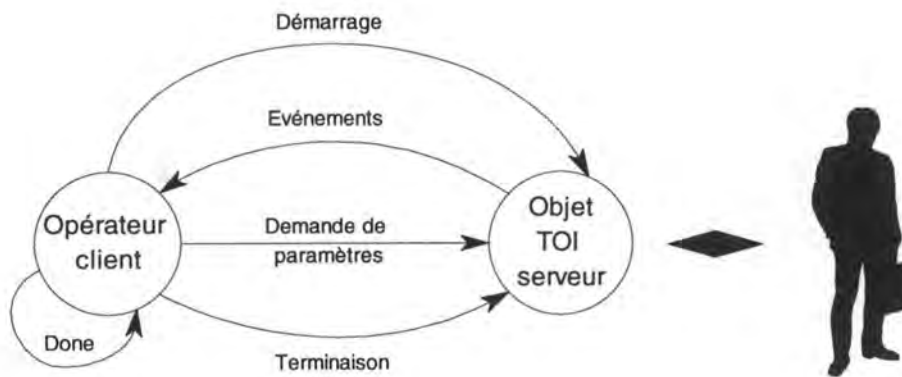 Démarrage
Evénements
Opérateur
client
Demande de
paramètres
Objet
TOI
serveur
Done
Terminaison